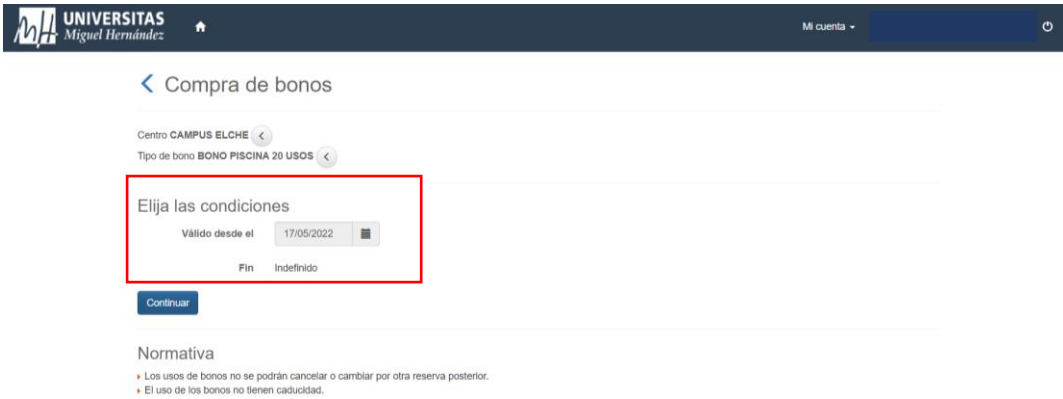 UNIVERSITAS
Miguel Hernández
Mi cuenta
Compra de bonos
Centro CAMPUS ELCHE
Tipo de bono BONO PISCINA 20 USOS
Elija las condiciones
Válido desde el 17/05/2022
Fin Indefinido
Continuar
Normativa
Los usos de bonos no se podrán cancelar o cambiar por otra reserva posterior.
El uso de los bonos no tienen caducidad.